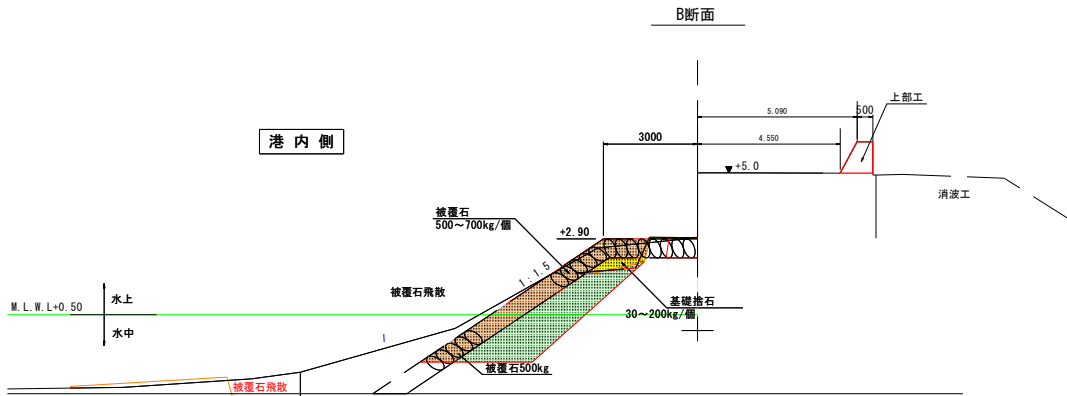 B断面
上部工
5.090
500
港 内 側
3000
4.550
+5.0
消波工
被覆石
500～700kg/個
+2.90
1:1.5
被覆石飛散
基礎捨石
30～200kg/個
M.L.W.L+0.50
水上
水中
被覆石500kg
被覆石飛散